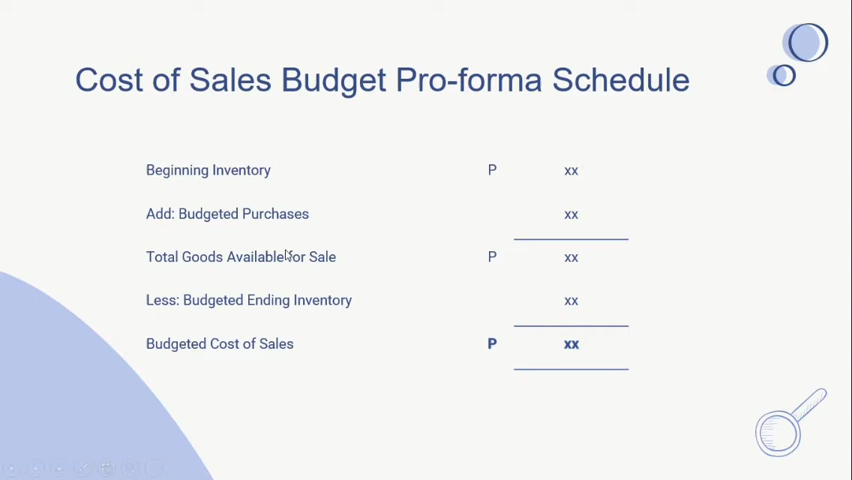 Cost of Sales Budget Pro-forma Schedule
Beginning Inventory P xx
Add: Budgeted Purchases xx
Total Goods Available for Sale P xx
Less: Budgeted Ending Inventory xx
Budgeted Cost of Sales P xx